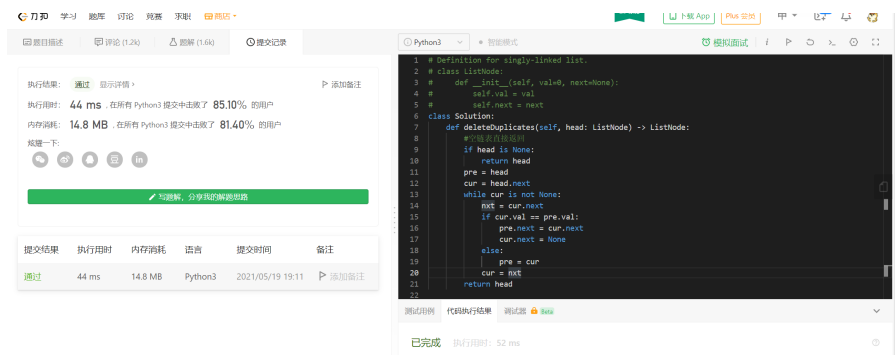 力扣 学习 题库 讨论 竞赛 求职 商店
下载 App Plus 会员
题目描述 评论 (1.2k) 题解 (1.6k) 提交记录
Python3 智能模式 模拟面试 i
执行结果: 通过 显示详情 › 添加备注
执行用时: 44 ms , 在所有 Python3 提交中击败了 85.10% 的用户
内存消耗: 14.8 MB , 在所有 Python3 提交中击败了 81.40% 的用户
炫耀一下:
写题解, 分享我的解题思路
提交结果 执行用时 内存消耗 语言 提交时间 备注
通过 44 ms 14.8 MB Python3 2021/05/19 19:11 添加备注
1 # Definition for singly-linked list.
2 # class ListNode:
3 # def __init__(self, val=0, next=None):
4 # self.val = val
5 # self.next = next
6 class Solution:
7 def deleteDuplicates(self, head: ListNode) -> ListNode:
8 #空链表直接返回
9 if head is None:
10 return head
11 pre = head
12 cur = head.next
13 while cur is not None:
14 nxt = cur.next
15 if cur.val == pre.val:
16 pre.next = cur.next
17 cur.next = None
18 else:
19 pre = cur
20 cur = nxt
21 return head
22
测试用例 代码执行结果 调试器 Beta
已完成 执行用时: 52 ms